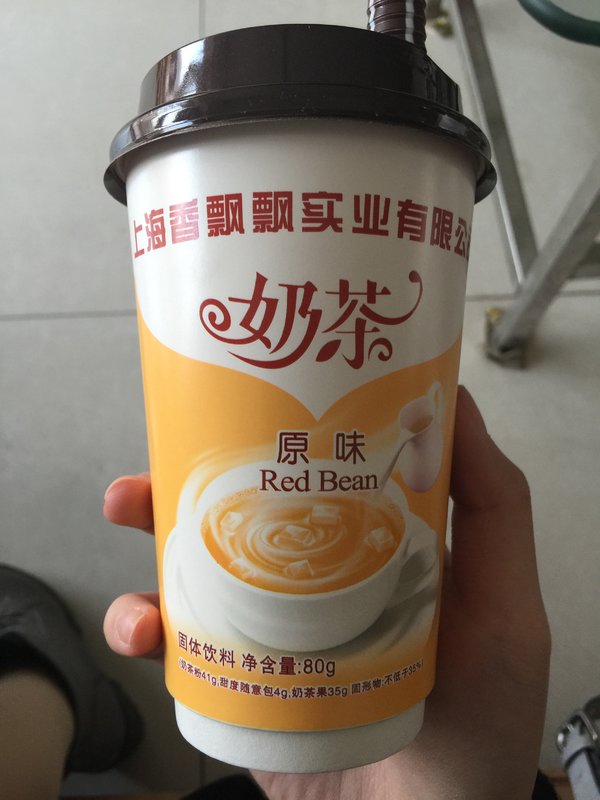 上海香飘飘实业有限公
奶茶
原味
Red Bean
固体饮料 净含量:80g
(奶茶粉41g,甜度随意包4g,奶茶果35g 固形物:不低于35%)